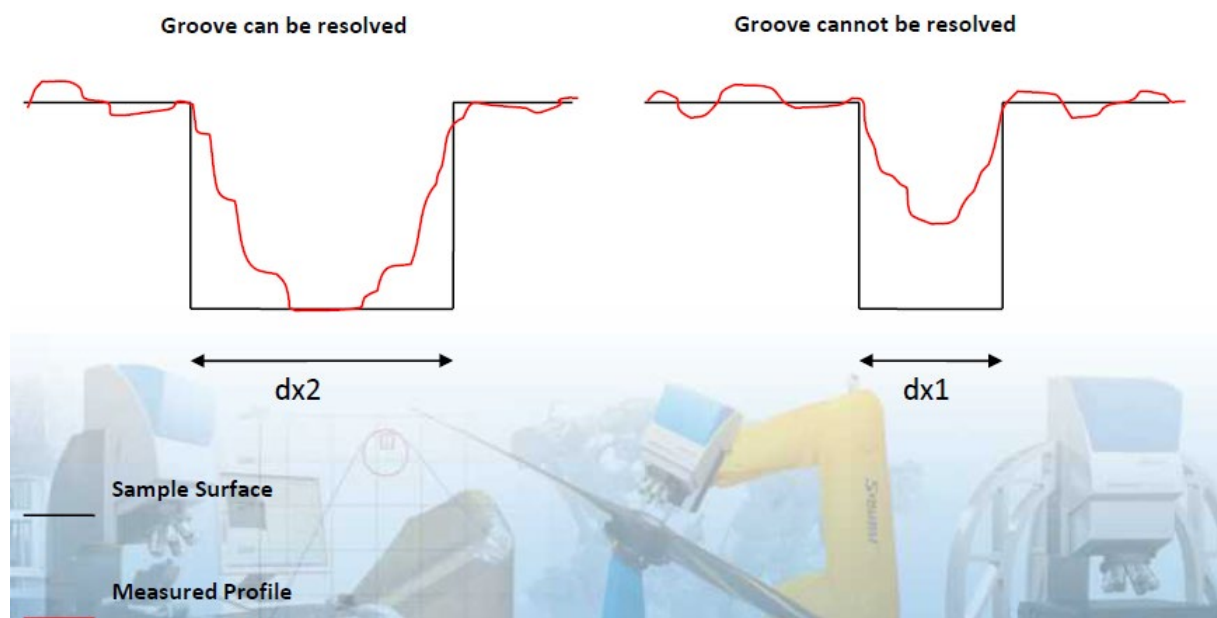 Groove can be resolved
Groove cannot be resolved
dx2
dx1
Sample Surface
Measured Profile